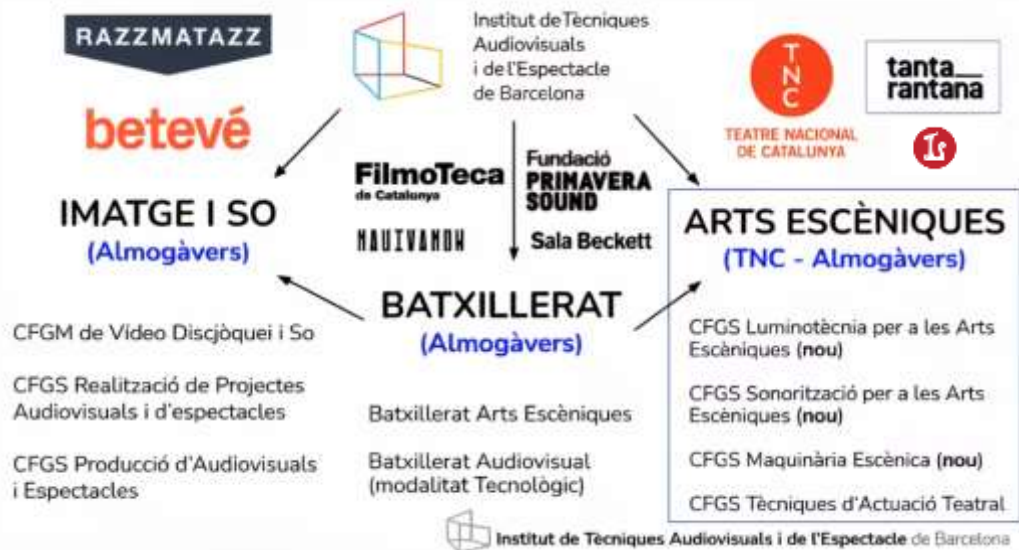 RAZZMATAZZ
betevé
Institut de Tècniques
Audiovisuals
i de l'Espectacle
de Barcelona
TNC
TEATRE NACIONAL
DE CATALUNYA
tanta__
rantana
FilmoTeca
de Catalunya
Fundació
PRIMAVERA
SOUND
NAUIVANOW
Sala Beckett
IMATGE I SO
(Almogàvers)
CFGM de Vídeo Discjòquei i So
CFGS Realització de Projectes
Audiovisuals i d'espectacles
CFGS Producció d'Audiovisuals
i Espectacles
BATXILLERAT
(Almogàvers)
Batxillerat Arts Escèniques
Batxillerat Audiovisual
(modalitat Tecnològic)
ARTS ESCÈNIQUES
(TNC - Almogàvers)
CFGS Luminotècnia per a les Arts
Escèniques (nou)
CFGS Sonorització per a les Arts
Escèniques (nou)
CFGS Maquinària Escènica (nou)
CFGS Tècniques d'Actuació Teatral
Institut de Tècniques Audiovisuals i de l'Espectacle de Barcelona